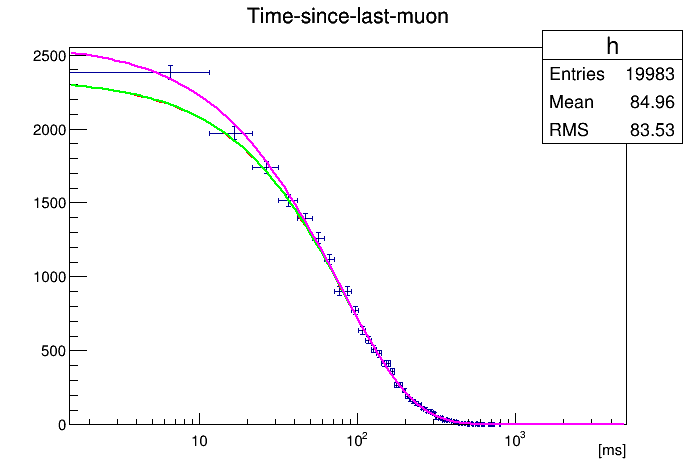 Time-since-last-muon
h
Entries 19983
Mean 84.96
RMS 83.53
2500
2000
1500
1000
500
0
10
10²
10³
[ms]